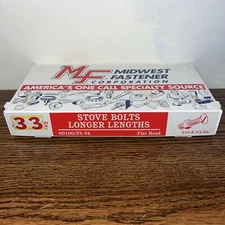 MF MIDWEST
FASTENER
CORPORATION
AMERICA'S ONE CALL SPECIALTY SOURCE
33
STOVE BOLTS
LONGER LENGTHS
Flat Head